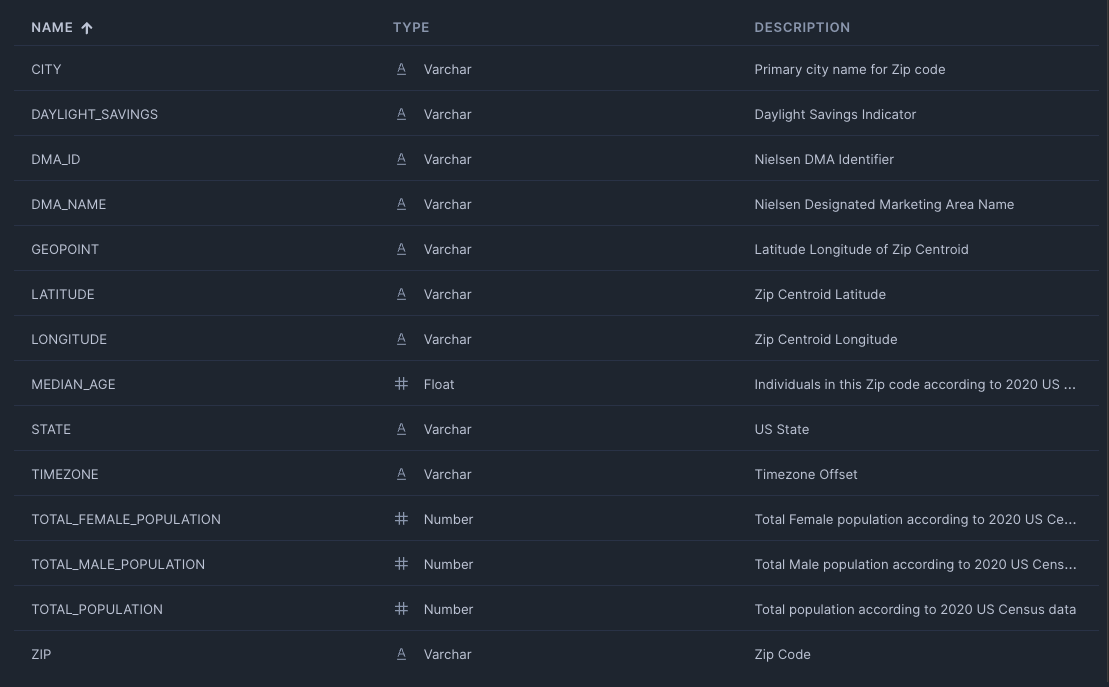 NAME ↑ TYPE DESCRIPTION
CITY A Varchar Primary city name for Zip code
DAYLIGHT_SAVINGS A Varchar Daylight Savings Indicator
DMA_ID A Varchar Nielsen DMA Identifier
DMA_NAME A Varchar Nielsen Designated Marketing Area Name
GEOPOINT A Varchar Latitude Longitude of Zip Centroid
LATITUDE A Varchar Zip Centroid Latitude
LONGITUDE A Varchar Zip Centroid Longitude
MEDIAN_AGE # Float Individuals in this Zip code according to 2020 US ...
STATE A Varchar US State
TIMEZONE A Varchar Timezone Offset
TOTAL_FEMALE_POPULATION # Number Total Female population according to 2020 US Ce...
TOTAL_MALE_POPULATION # Number Total Male population according to 2020 US Cens...
TOTAL_POPULATION # Number Total population according to 2020 US Census data
ZIP A Varchar Zip Code